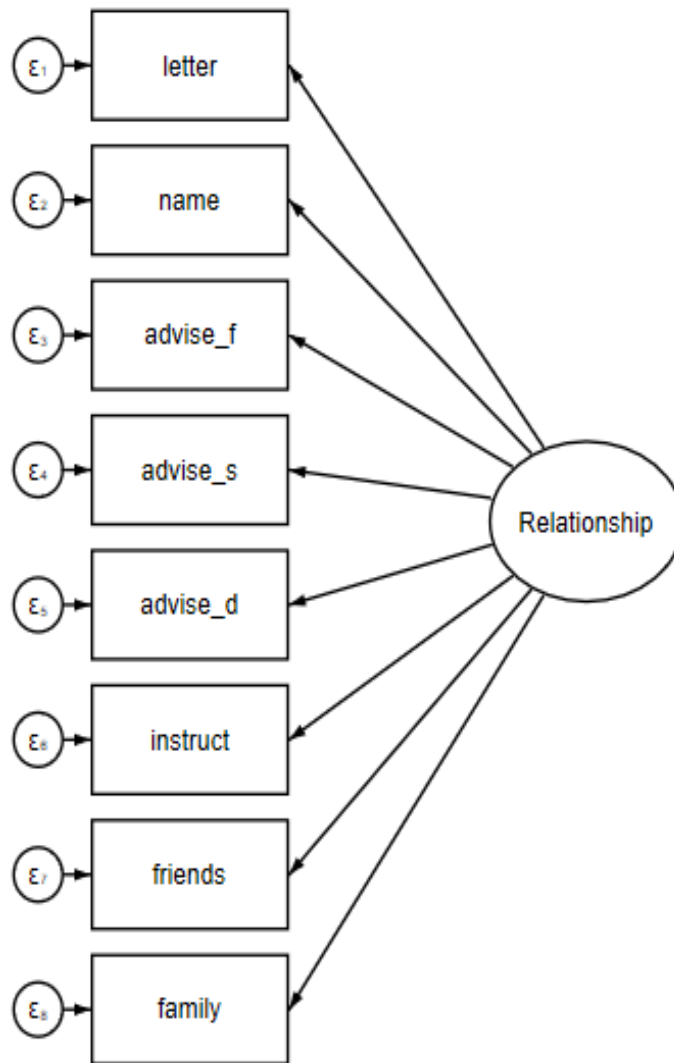 ε₁
letter
ε₂
name
ε₃
advise_f
ε₄
advise_s
Relationship
ε₅
advise_d
ε₆
instruct
ε₇
friends
ε₈
family